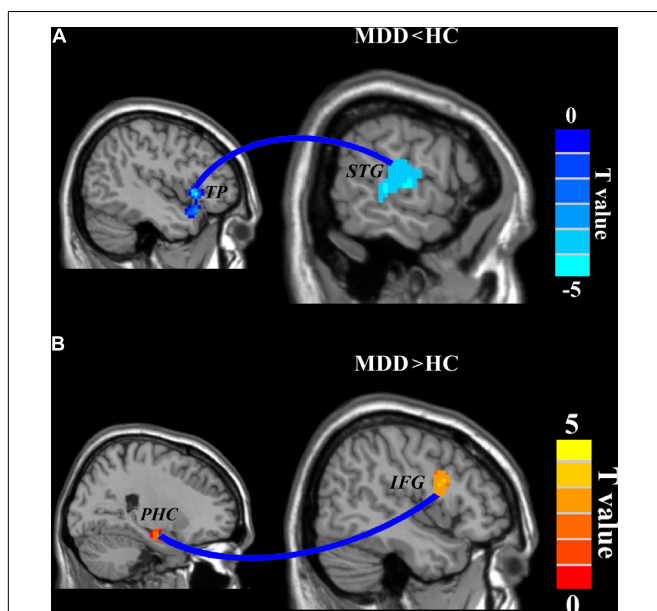 A
MDD<HC
0
STG
TP
T value
-5
B
MDD>HC
5
IFG
PHC
T value
0